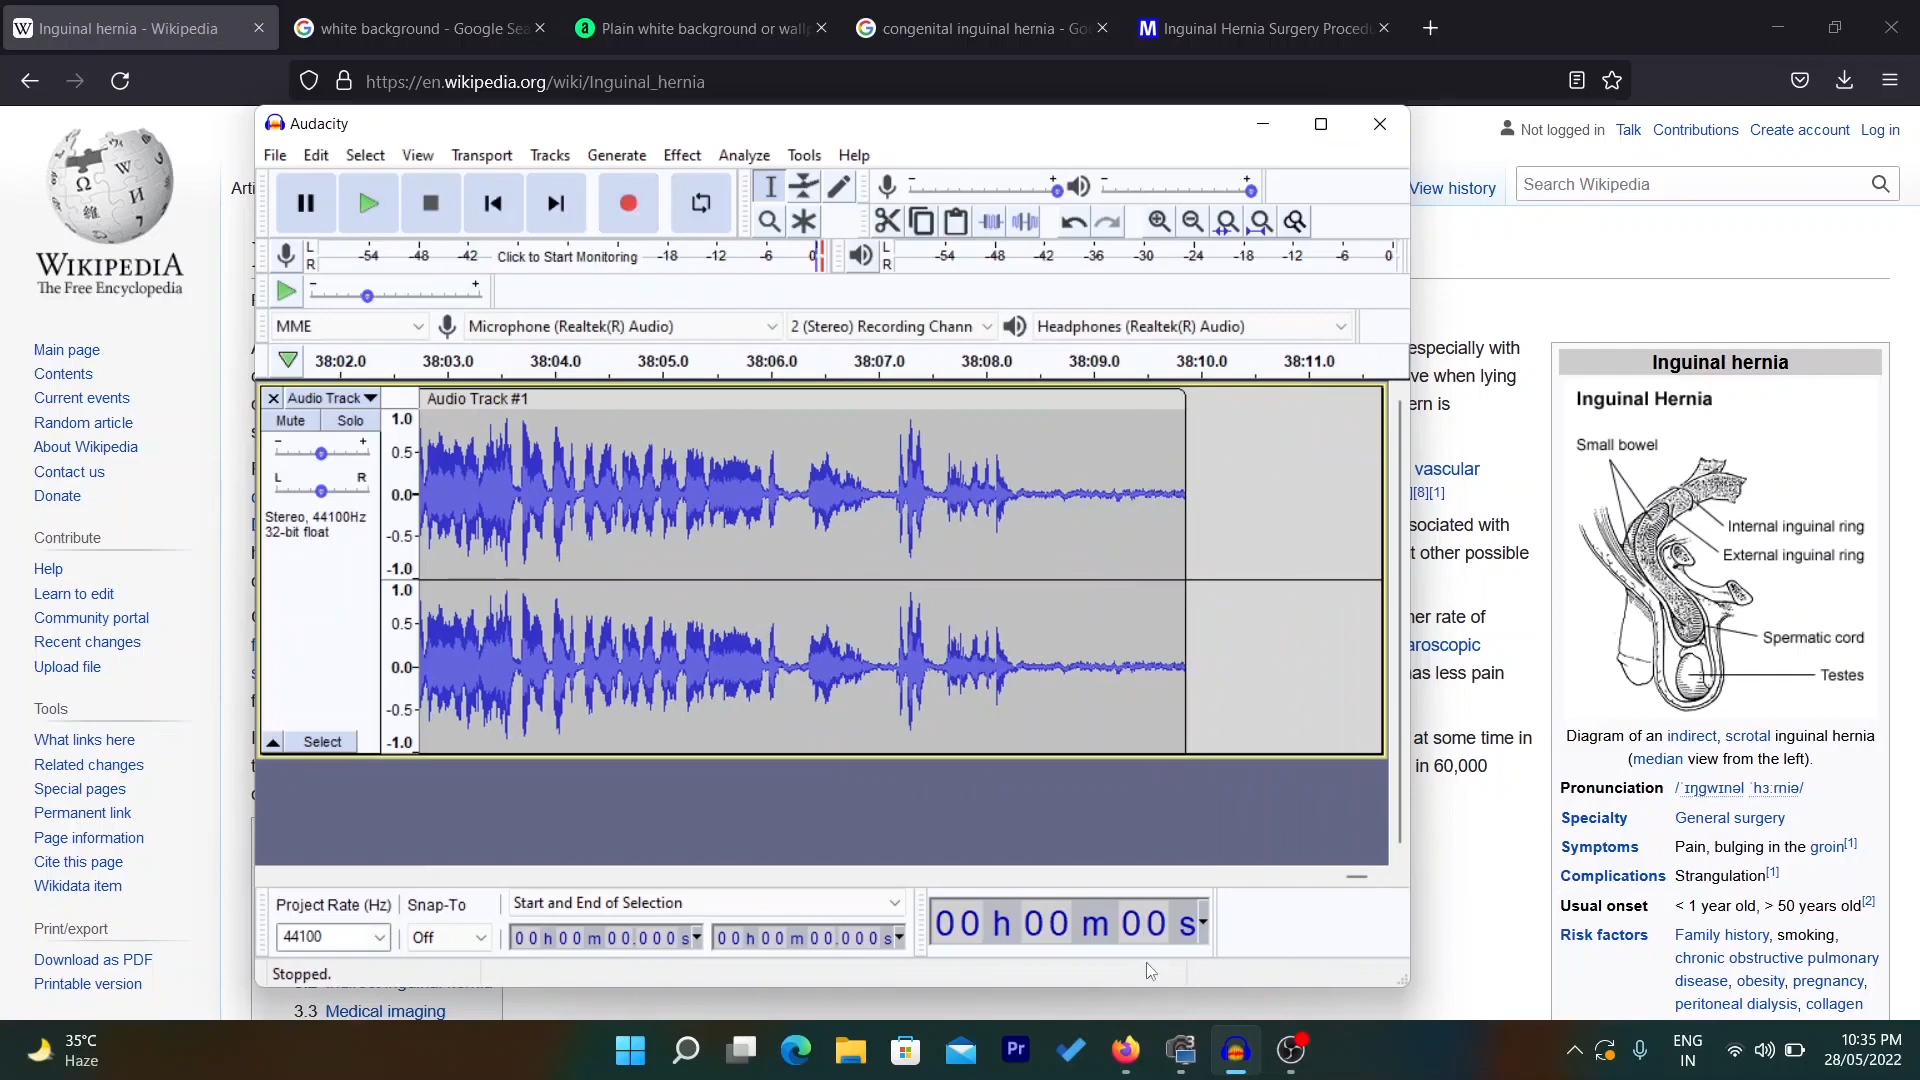 Inguinal hernia - Wikipedia
white background - Google Sea
Plain white background or wallp
congenital inguinal hernia - Go
Inguinal Hernia Surgery Procedu
https://en.wikipedia.org/wiki/Inguinal_hernia
Audacity
File Edit Select View Transport Tracks Generate Effect Analyze Tools Help
L
R
-54 -48 -42 Click to Start Monitoring -18 -12 -6 0
L
R
-54 -48 -42 -36 -30 -24 -18 -12 -6 0
MME
Microphone (Realtek(R) Audio)
2 (Stereo) Recording Chann
Headphones (Realtek(R) Audio)
38:02.0 38:03.0 38:04.0 38:05.0 38:06.0 38:07.0 38:08.0 38:09.0 38:10.0 38:11.0
Audio Track
Audio Track #1
Mute Solo
- +
L R
Stereo, 44100Hz
32-bit float
Select
1.0
0.5
0.0
-0.5
-1.0
1.0
0.5
0.0
-0.5
-1.0
Project Rate (Hz)
44100
Snap-To
Off
Start and End of Selection
00 h 00 m 00.000 s
00 h 00 m 00.000 s
00 h 00 m 00 s
Stopped.
WIKIPEDIA
The Free Encyclopedia
Main page
Contents
Current events
Random article
About Wikipedia
Contact us
Donate
Contribute
Help
Learn to edit
Community portal
Recent changes
Upload file
Tools
What links here
Related changes
Special pages
Permanent link
Page information
Cite this page
Wikidata item
Print/export
Download as PDF
Printable version
Arti
3.3 Medical imaging
Not logged in Talk Contributions Create account Log in
View history
Search Wikipedia
especially with
ve when lying
ern is
vascular
][8][1]
sociated with
t other possible
her rate of
aroscopic
as less pain
at some time in
in 60,000
Inguinal hernia
Inguinal Hernia
Small bowel
Internal inguinal ring
External inguinal ring
Spermatic cord
Testes
Diagram of an indirect, scrotal inguinal hernia
(median view from the left).
Pronunciation /ˈɪŋɡwɪnəl ˈhɜːrniə/
Specialty General surgery
Symptoms Pain, bulging in the groin[1]
Complications Strangulation[1]
Usual onset < 1 year old, > 50 years old[2]
Risk factors Family history, smoking,
chronic obstructive pulmonary
disease, obesity, pregnancy,
peritoneal dialysis, collagen
35°C
Haze
Pr
3
ENG
IN
10:35 PM
28/05/2022